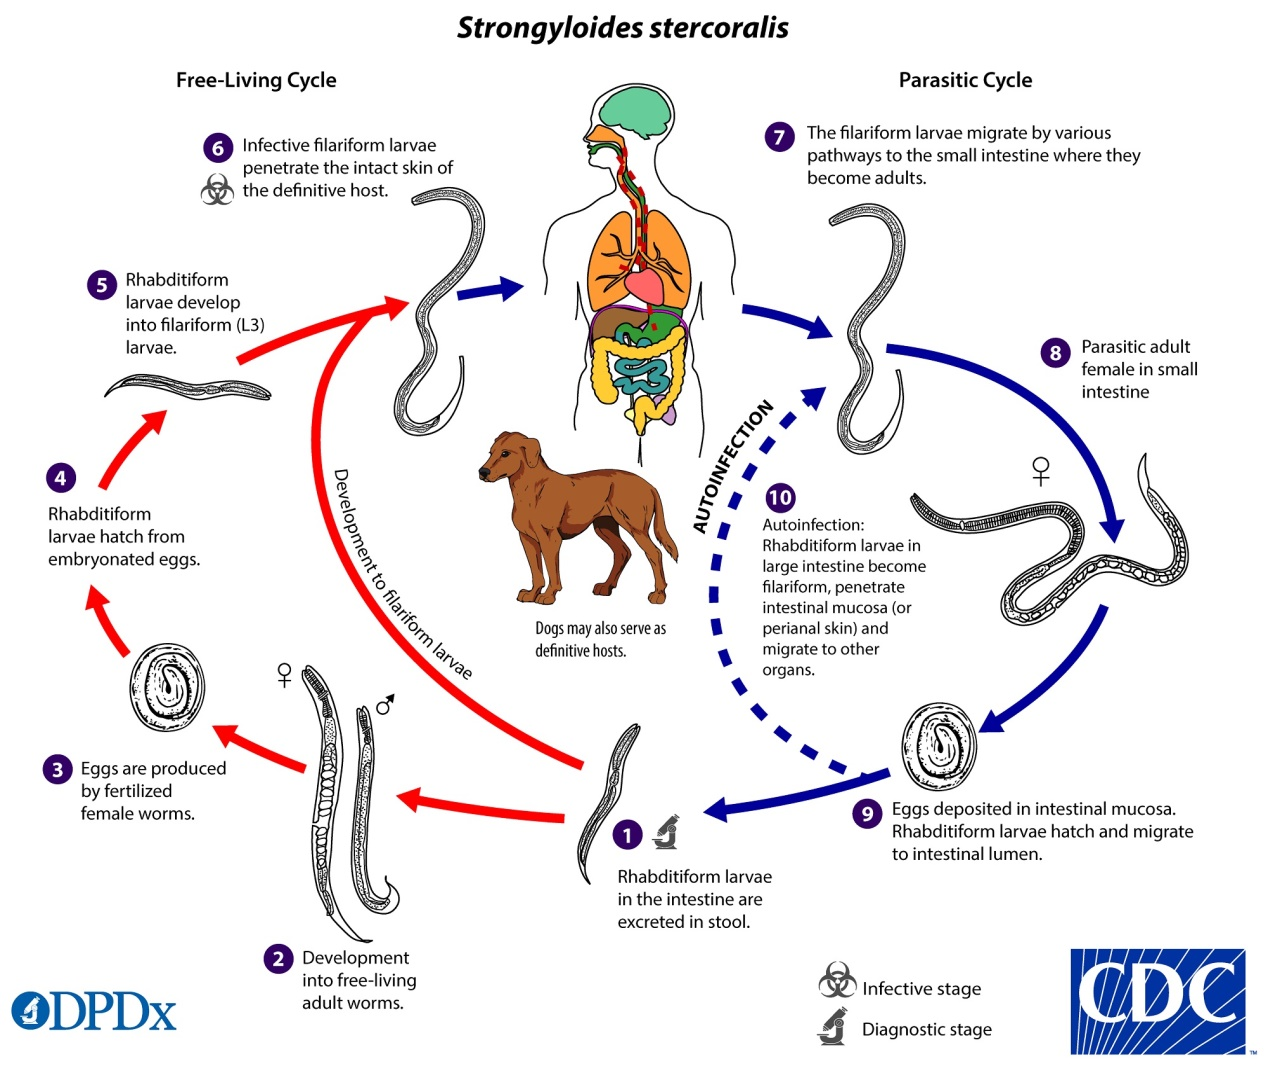 Strongyloides stercoralis
Free-Living Cycle
Parasitic Cycle
6
Infective filariform larvae
penetrate the intact skin of
the definitive host.
7
The filariform larvae migrate by various
pathways to the small intestine where they
become adults.
5
Rhabditiform
larvae develop
into filariform (L3)
larvae.
8
Parasitic adult
female in small
intestine
4
Rhabditiform
larvae hatch from
embryonated eggs.
Development to filariform larvae
AUTOINFECTION
10
Autoinfection:
Rhabditiform larvae in
large intestine become
filariform, penetrate
intestinal mucosa (or
perianal skin) and
migrate to other
organs.
Dogs may also serve as
definitive hosts.
♀
♀
♂
3
Eggs are produced
by fertilized
female worms.
9
Eggs deposited in intestinal mucosa.
Rhabditiform larvae hatch and migrate
to intestinal lumen.
1
Rhabditiform larvae
in the intestine are
excreted in stool.
2
Development
into free-living
adult worms.
DPDx
Infective stage
Diagnostic stage
CDC
TM